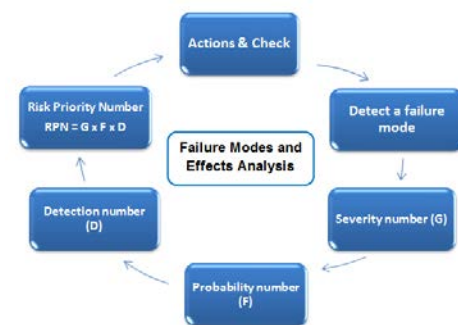 Actions & Check
Detect a failure
mode
Severity number (G)
Probability number
(F)
Detection number
(D)
Risk Priority Number
RPN = G x F x D
Failure Modes and
Effects Analysis